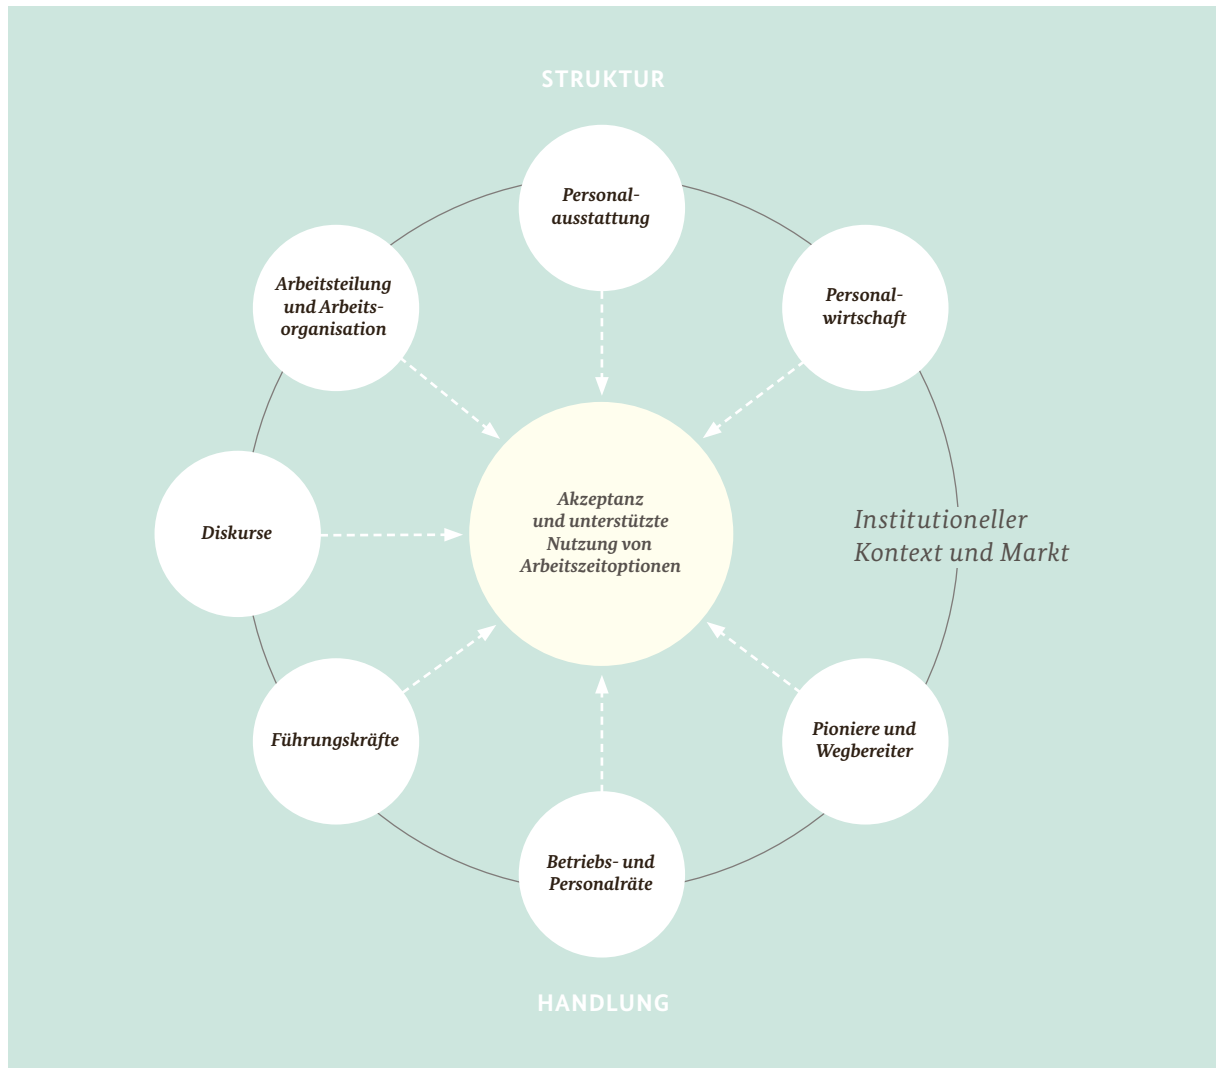 STRUKTUR
Personal-
ausstattung
Arbeitsteilung
und Arbeits-
organisation
Personal-
wirtschaft
Diskurse
Akzeptanz
und unterstützte
Nutzung von
Arbeitszeitoptionen
Institutioneller
Kontext und Markt
Führungskräfte
Pioniere und
Wegbereiter
Betriebs- und
Personalräte
HANDLUNG